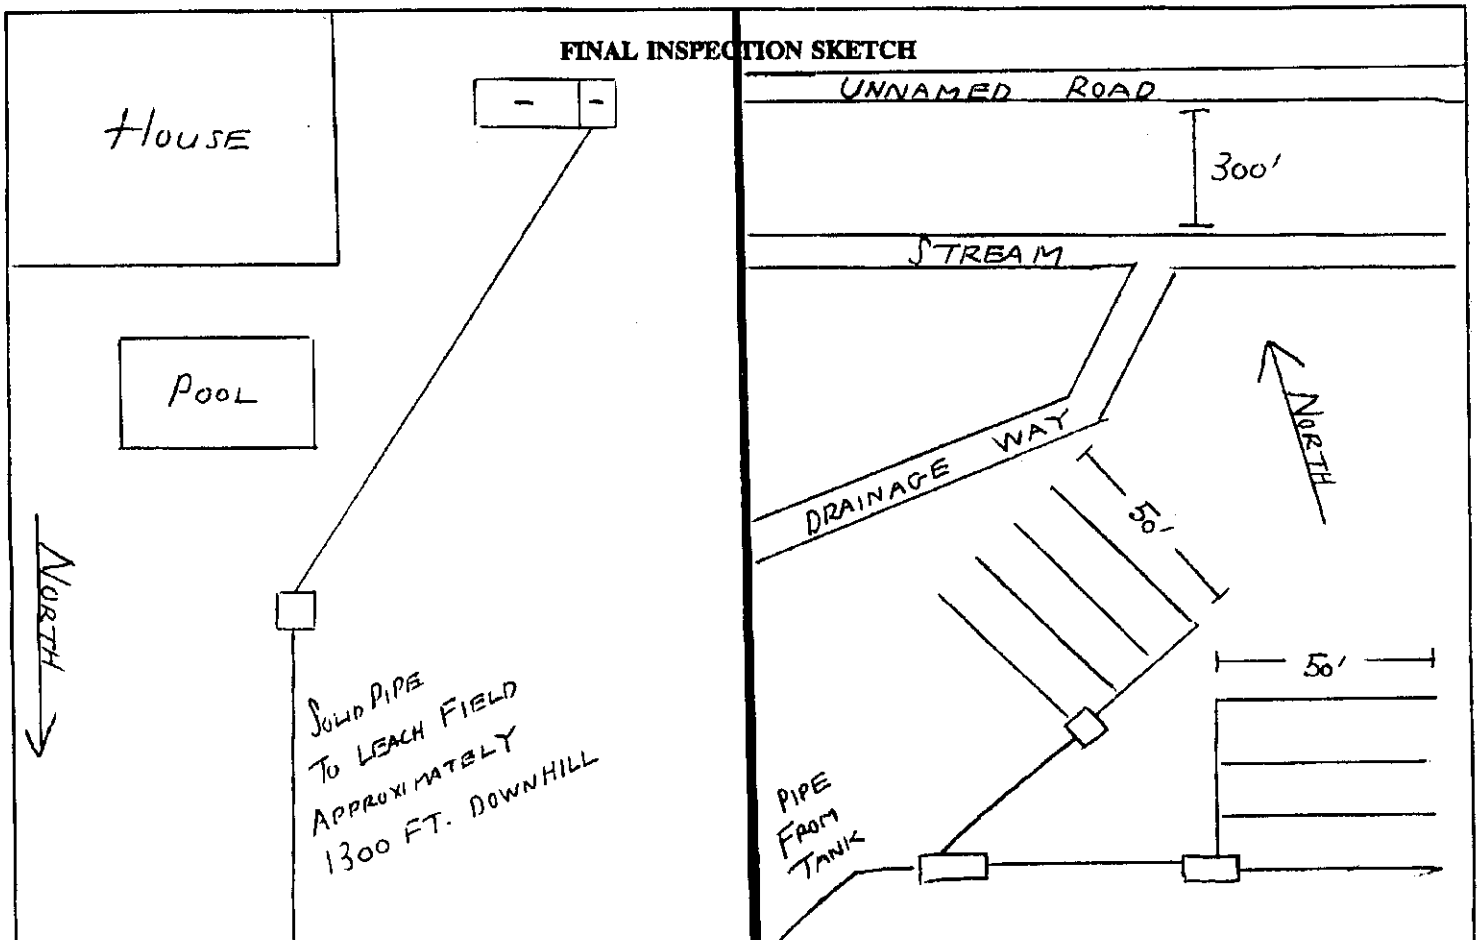 FINAL INSPECTION SKETCH
HOUSE
POOL
NORTH
SOLID PIPE
TO LEACH FIELD
APPROXIMATELY
1300 FT. DOWNHILL
UNNAMED ROAD
300'
STREAM
DRAINAGE WAY
NORTH
50'
50'
PIPE
FROM
TANK